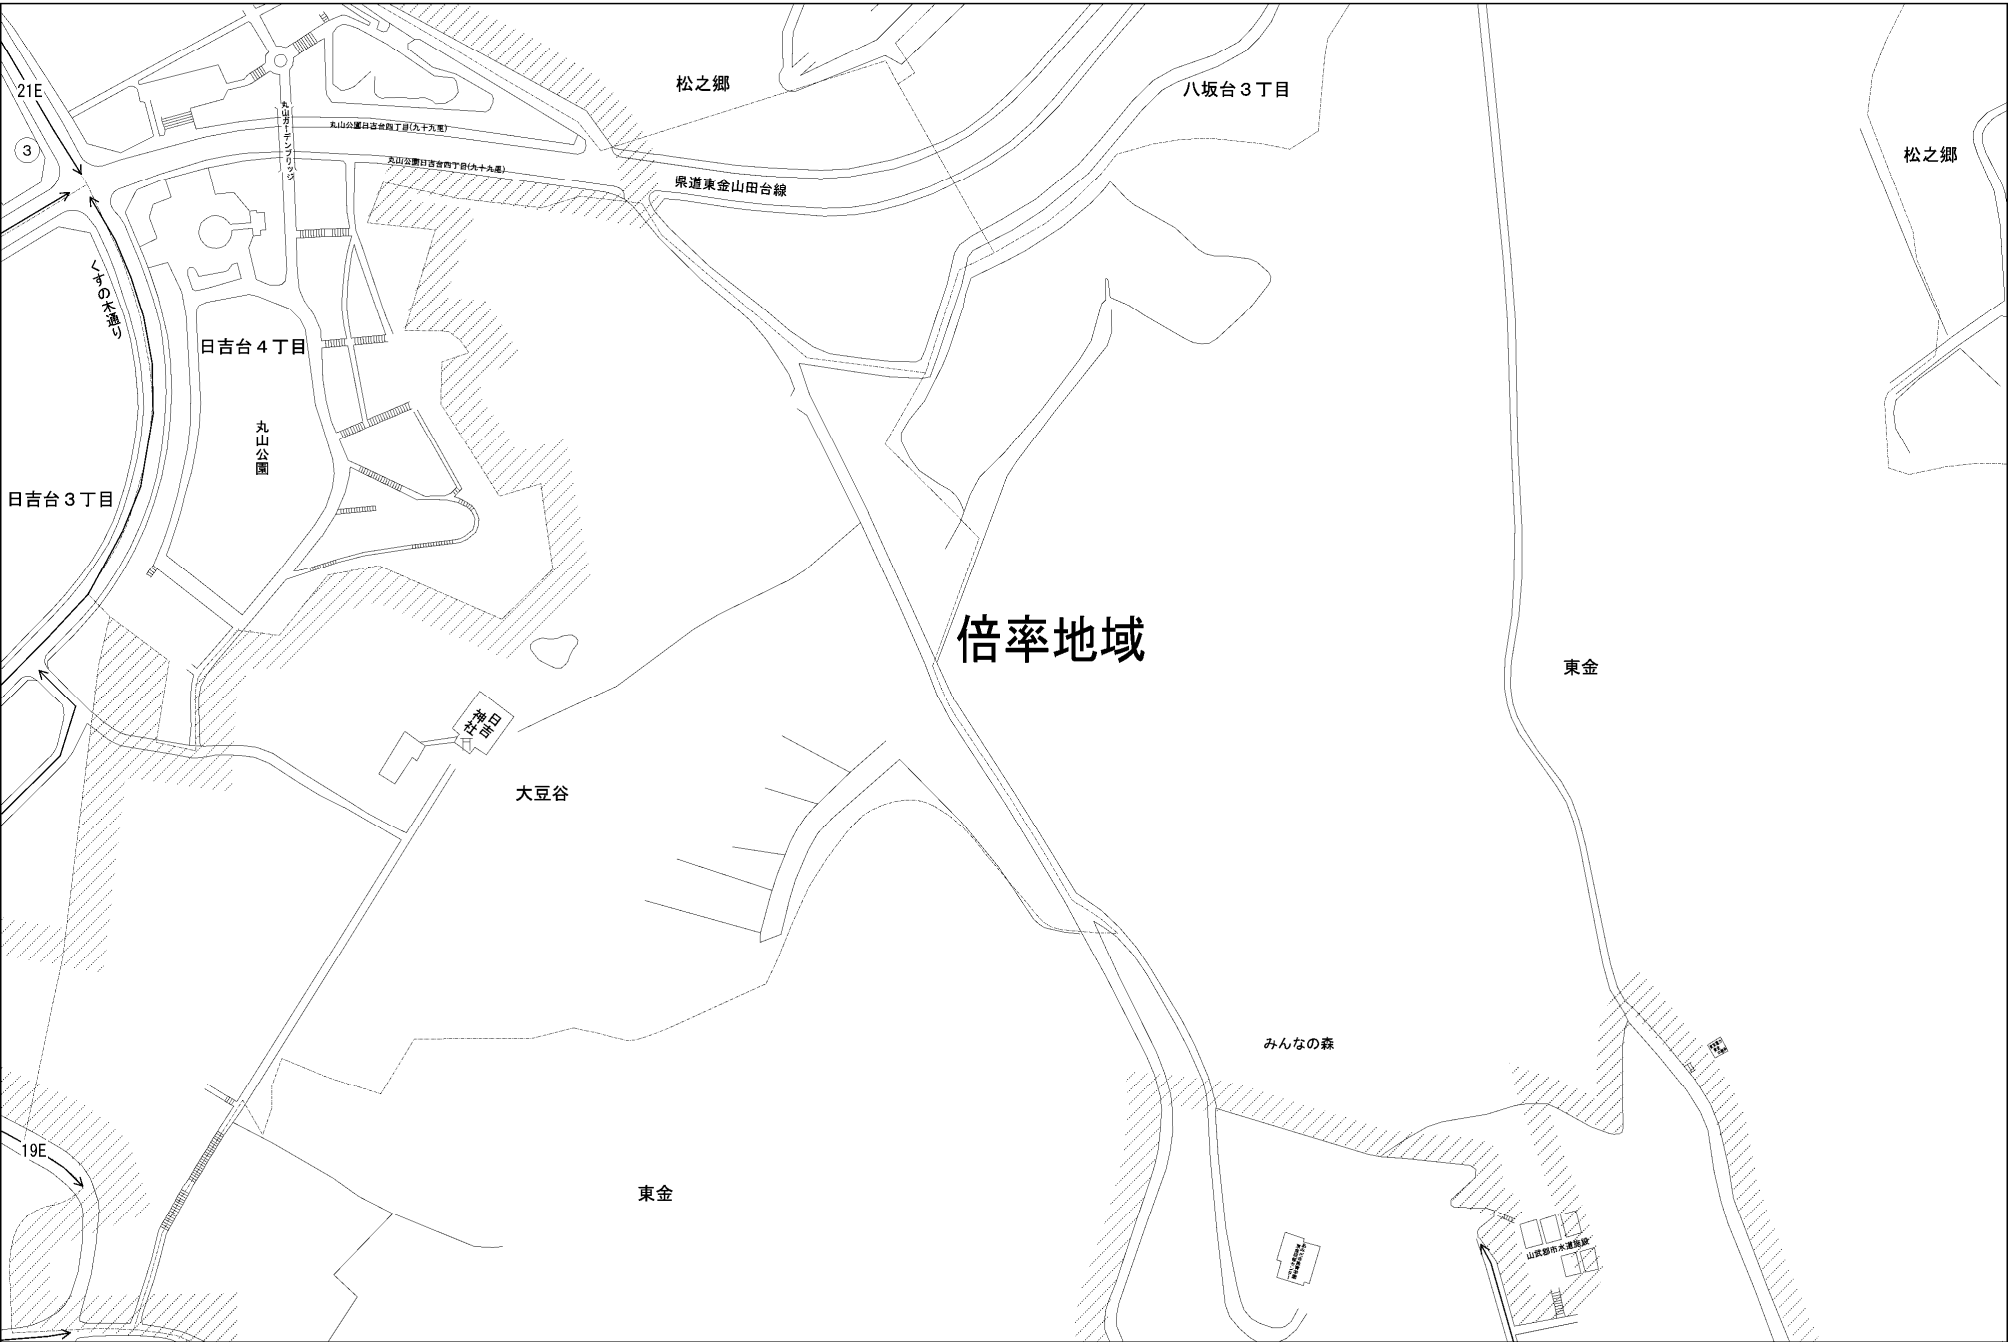 松之郷
八坂台3丁目
21E
丸山ガーデンブリッジ
丸山公園日吉台四丁目(九十九里)
3
松之郷
丸山公園日吉台四丁目(九十九里)
県道東金山田台線
くすの木通り
日吉台4丁目
丸山公園
日吉台3丁目
倍率地域
東金
日吉
神社
大豆谷
みんなの森
19E
東金
山武郡市水道施設